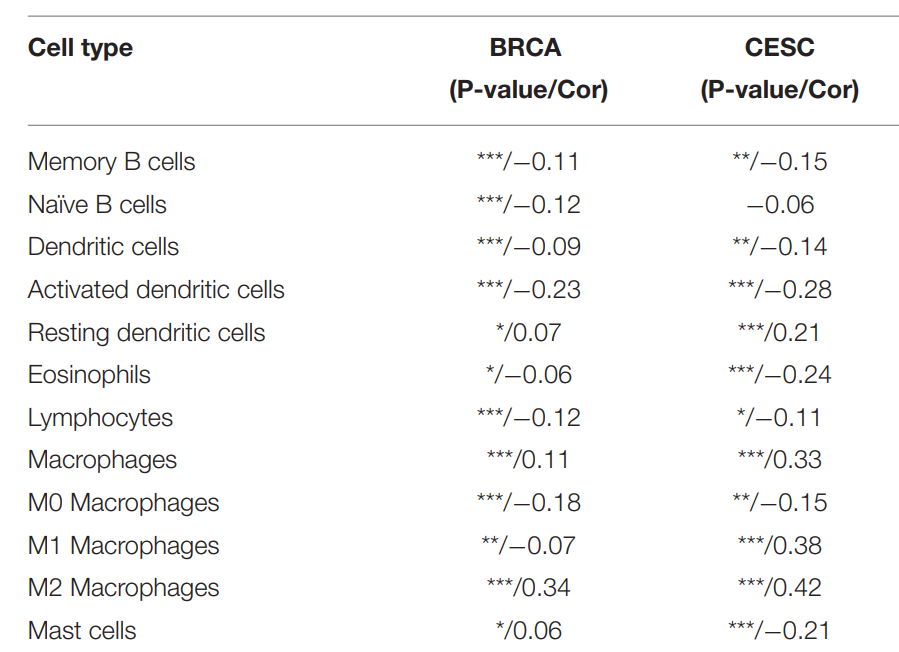 Cell type BRCA CESC
(P-value/Cor) (P-value/Cor)
Memory B cells ***/−0.11 **/−0.15
Naïve B cells ***/−0.12 −0.06
Dendritic cells ***/−0.09 **/−0.14
Activated dendritic cells ***/−0.23 ***/−0.28
Resting dendritic cells */0.07 ***/0.21
Eosinophils */−0.06 ***/−0.24
Lymphocytes ***/−0.12 */−0.11
Macrophages ***/0.11 ***/0.33
M0 Macrophages ***/−0.18 **/−0.15
M1 Macrophages **/−0.07 ***/0.38
M2 Macrophages ***/0.34 ***/0.42
Mast cells */0.06 ***/−0.21